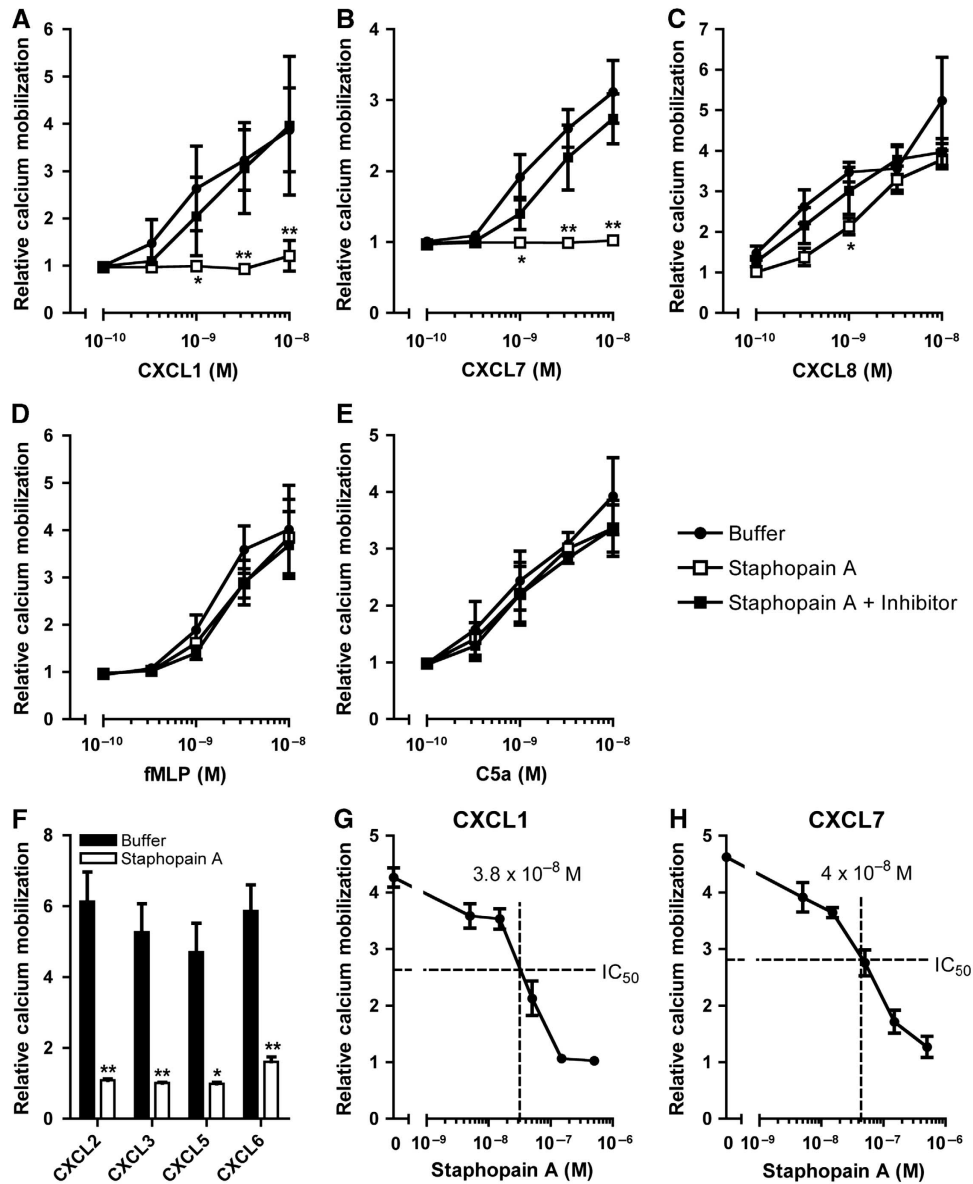 A
Relative calcium mobilization
6
5
4
3
2
1
0
**
**
*
10⁻¹⁰
10⁻⁹
10⁻⁸
CXCL1 (M)
B
Relative calcium mobilization
4
3
2
1
0
**
**
*
10⁻¹⁰
10⁻⁹
10⁻⁸
CXCL7 (M)
C
Relative calcium mobilization
7
6
5
4
3
2
1
0
*
10⁻¹⁰
10⁻⁹
10⁻⁸
CXCL8 (M)
D
Relative calcium mobilization
6
5
4
3
2
1
0
10⁻¹⁰
10⁻⁹
10⁻⁸
fMLP (M)
E
Relative calcium mobilization
5
4
3
2
1
0
10⁻¹⁰
10⁻⁹
10⁻⁸
C5a (M)
Buffer
Staphopain A
Staphopain A + Inhibitor
F
Relative calcium mobilization
8
6
4
2
0
Buffer
Staphopain A
**
**
*
**
CXCL2
CXCL3
CXCL5
CXCL6
G
CXCL1
Relative calcium mobilization
5
4
3
2
1
0
3.8 x 10⁻⁸ M
IC₅₀
0
10⁻⁹
10⁻⁸
10⁻⁷
10⁻⁶
Staphopain A (M)
H
CXCL7
Relative calcium mobilization
5
4
3
2
1
0
4 x 10⁻⁸ M
IC₅₀
0
10⁻⁹
10⁻⁸
10⁻⁷
10⁻⁶
Staphopain A (M)